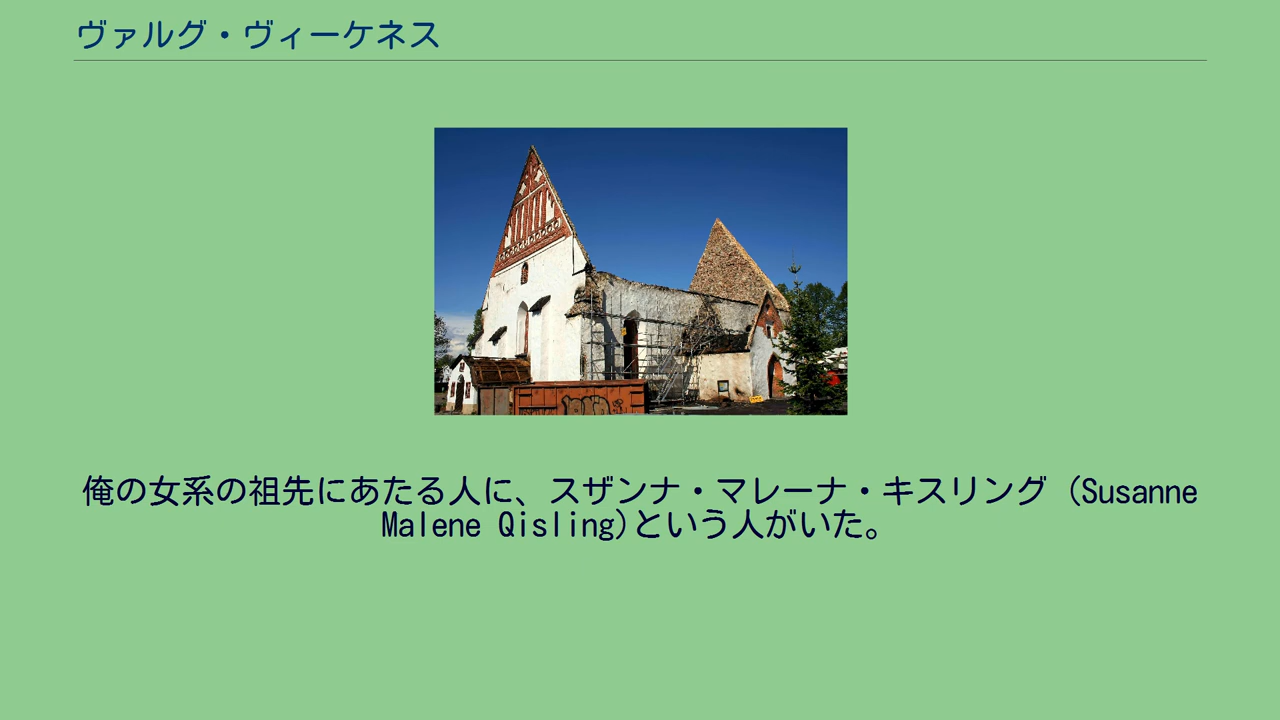 ヴァルグ・ヴィーケネス
俺の女系の祖先にあたる人に、スザンナ・マレーナ・キスリング (Susanne
Malene Qisling)という人がいた。